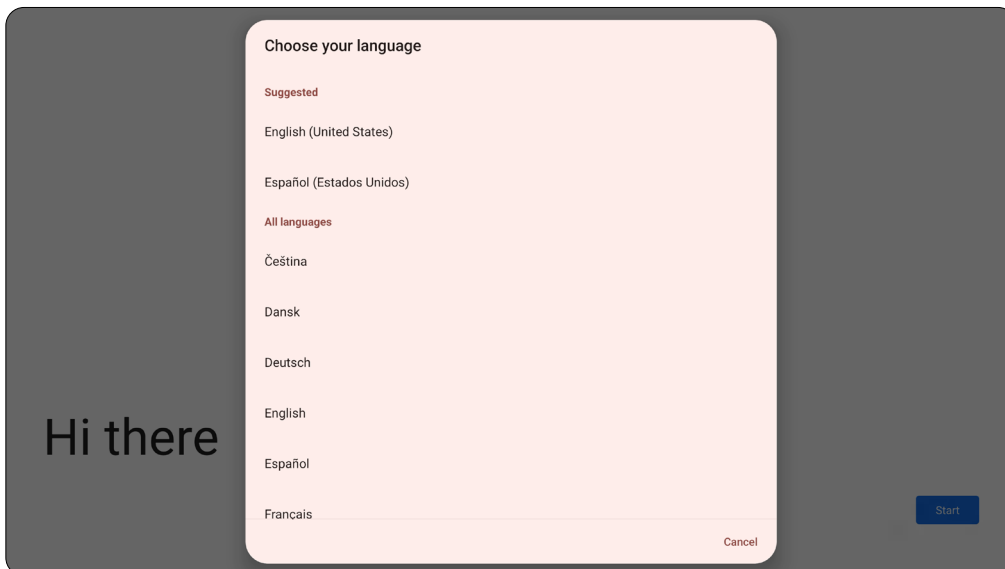 Choose your language
Suggested
English (United States)
Español (Estados Unidos)
All languages
Čeština
Dansk
Deutsch
English
Español
Français
Cancel
Hi there
Start